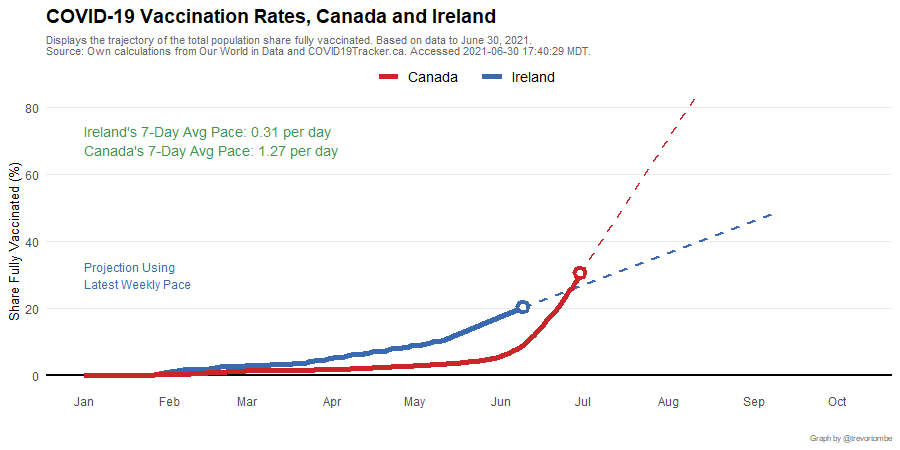 COVID-19 Vaccination Rates, Canada and Ireland
Displays the trajectory of the total population share fully vaccinated. Based on data to June 30, 2021.
Source: Own calculations from Our World in Data and COVID19Tracker.ca. Accessed 2021-06-30 17:40:29 MDT.
Canada Ireland
80
Ireland's 7-Day Avg Pace: 0.31 per day
Canada's 7-Day Avg Pace: 1.27 per day
60
Share Fully Vaccinated (%)
40
Projection Using
Latest Weekly Pace
20
0
Jan Feb Mar Apr May Jun Jul Aug Sep Oct
Graph by @trevortombe